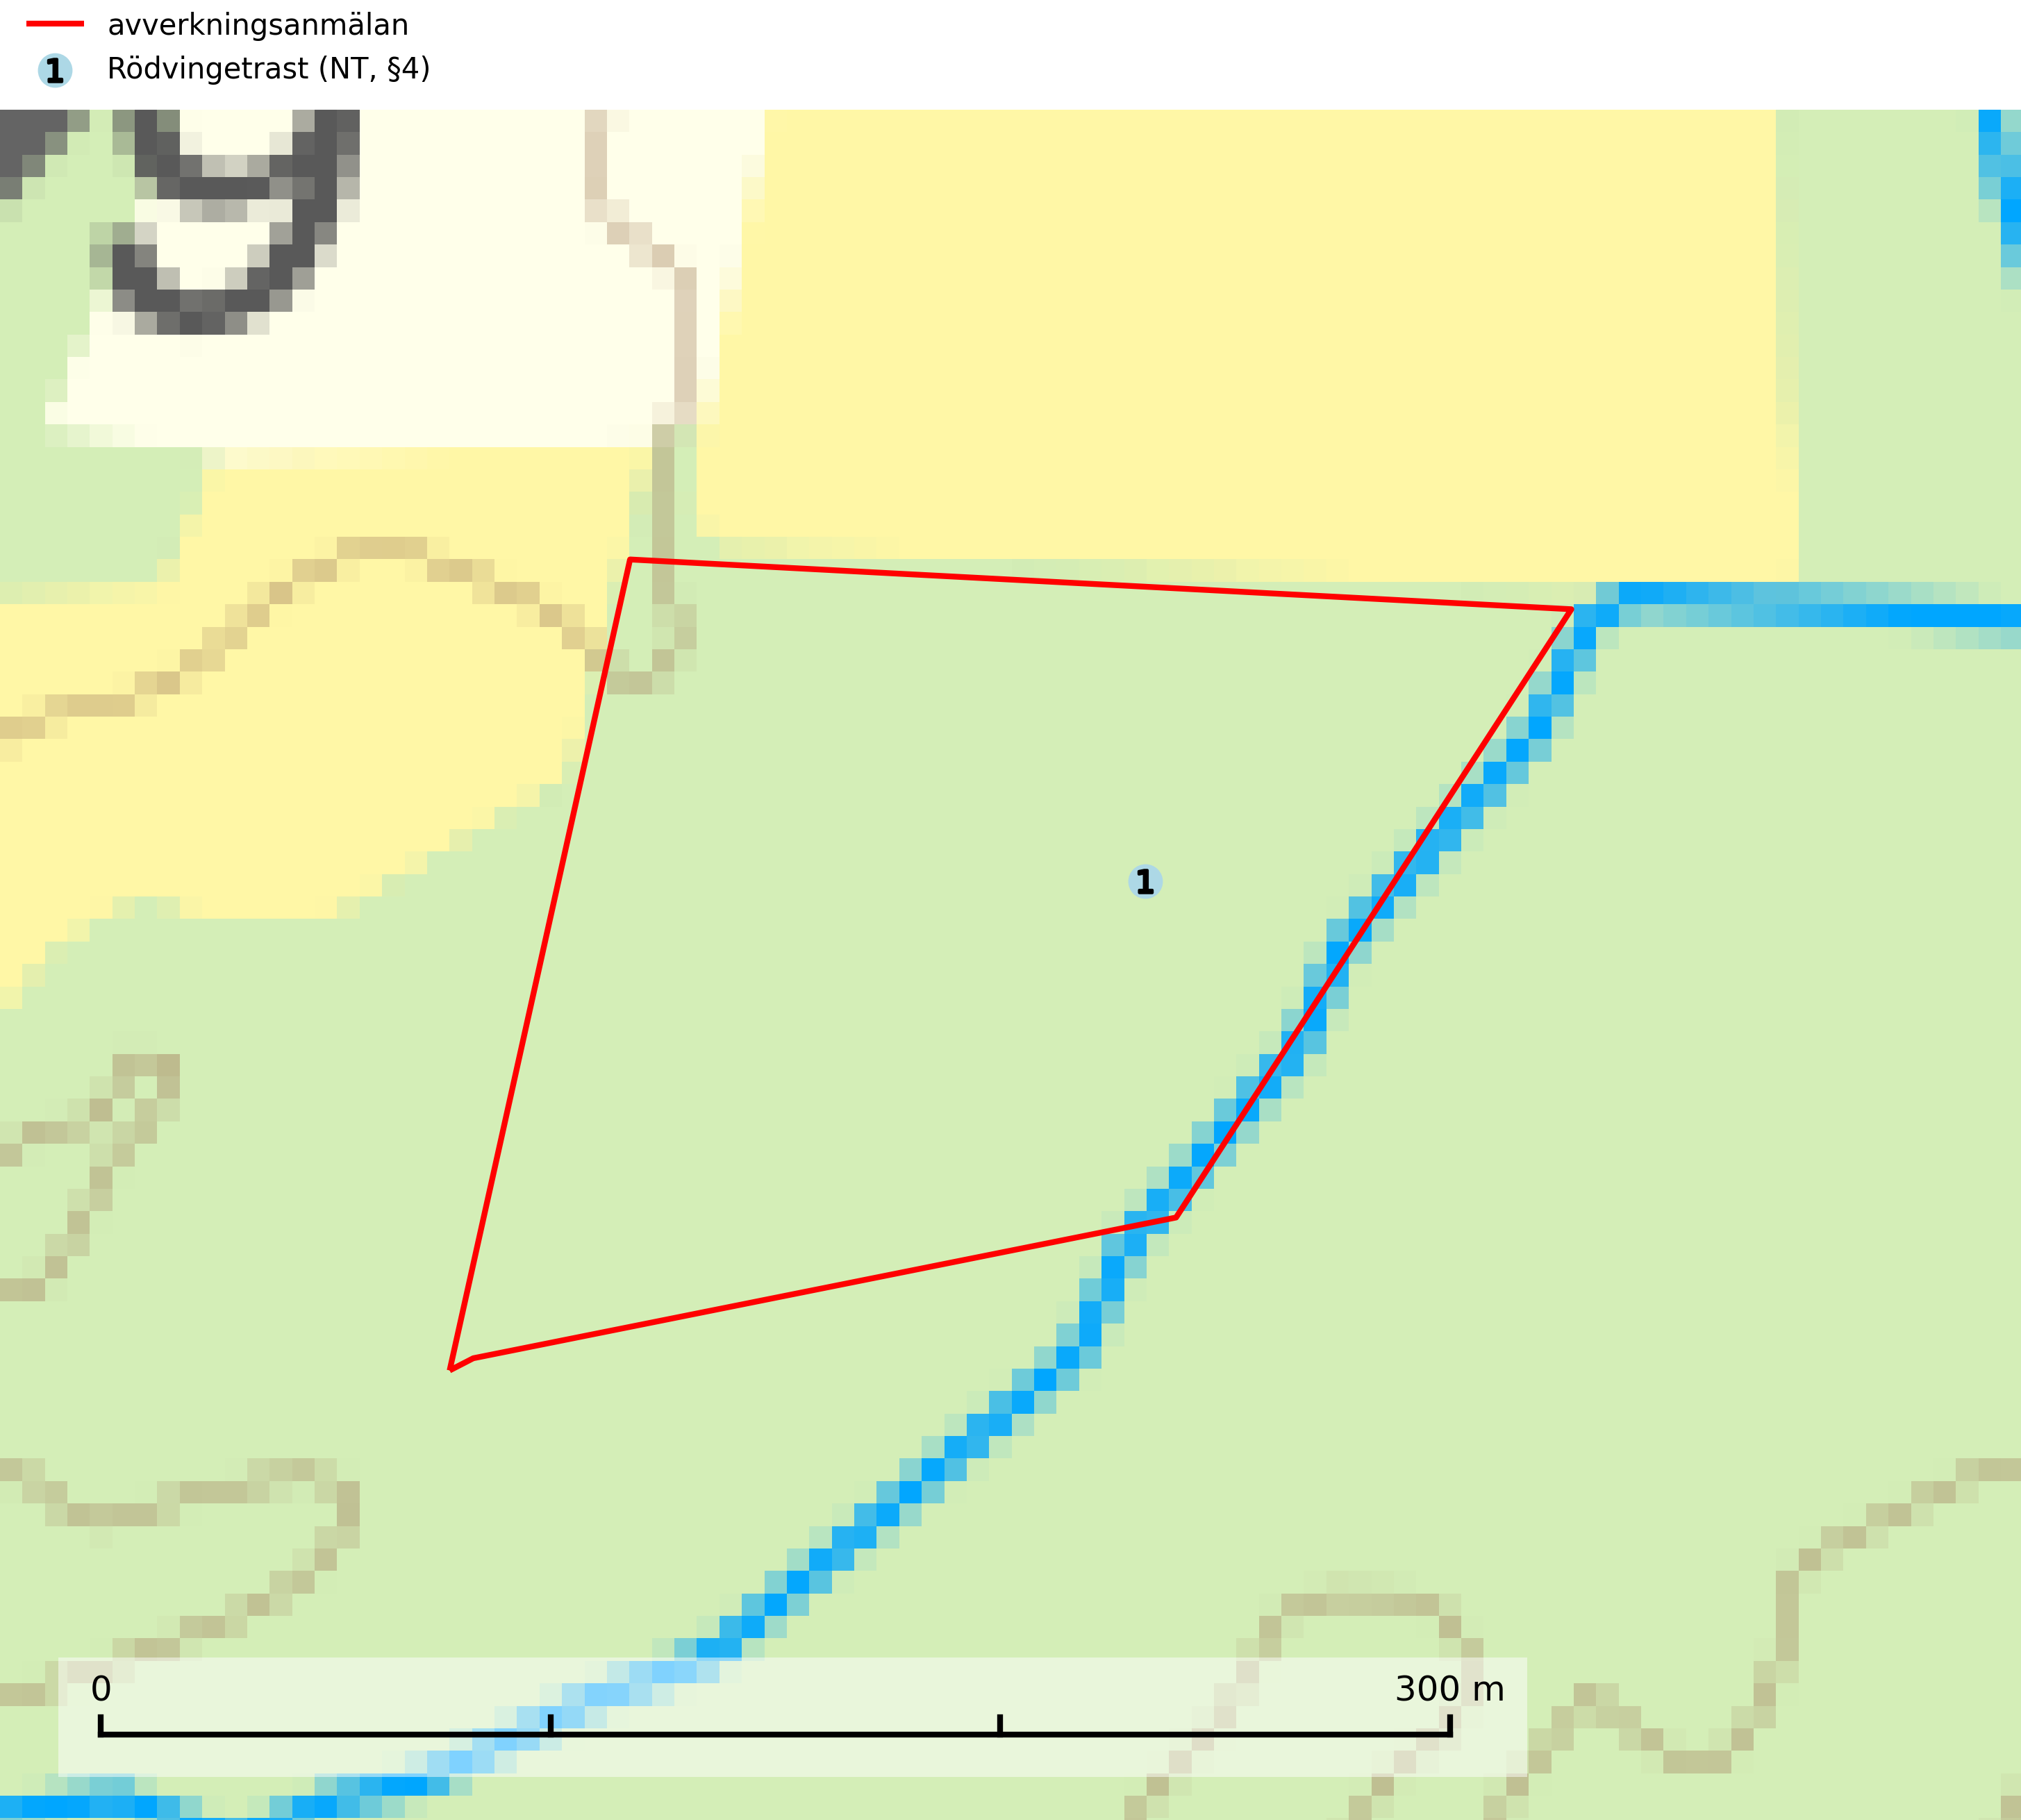 avverkningsanmälan
1 Rödvingetrast (NT, §4)
1
0 300 m